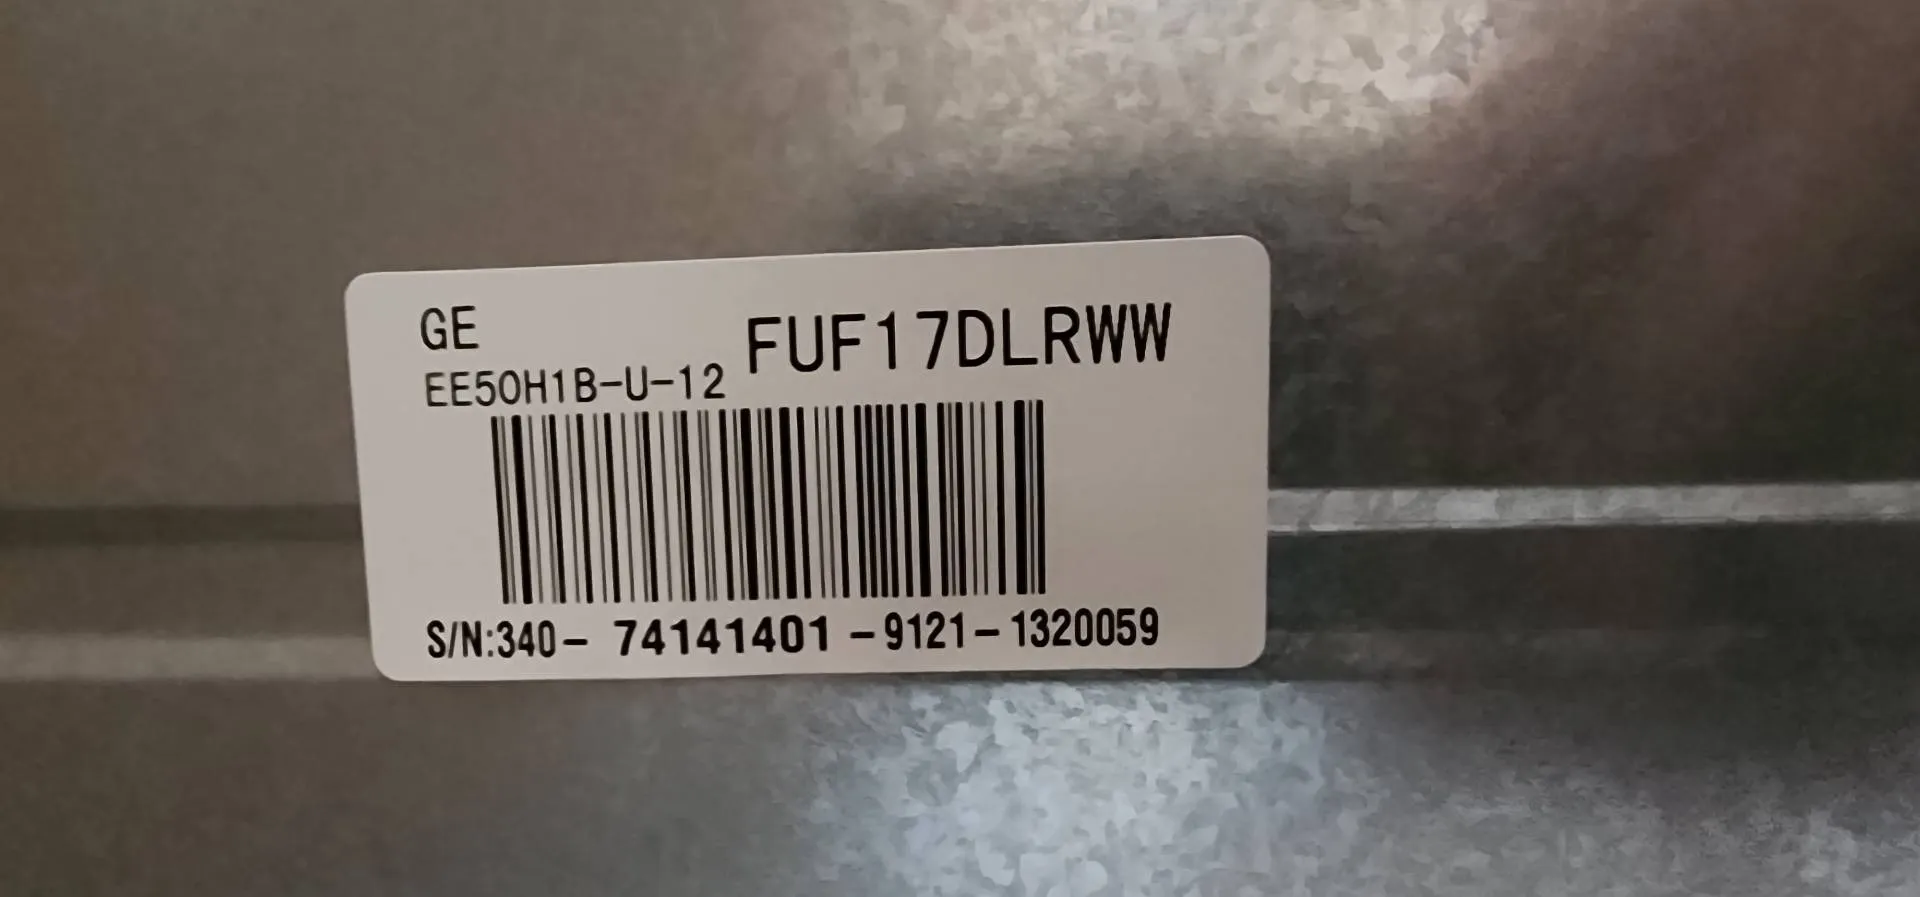 GE
EE50H1B-U-12 FUF17DLRWW
S/N:340- 74141401 -9121-1320059